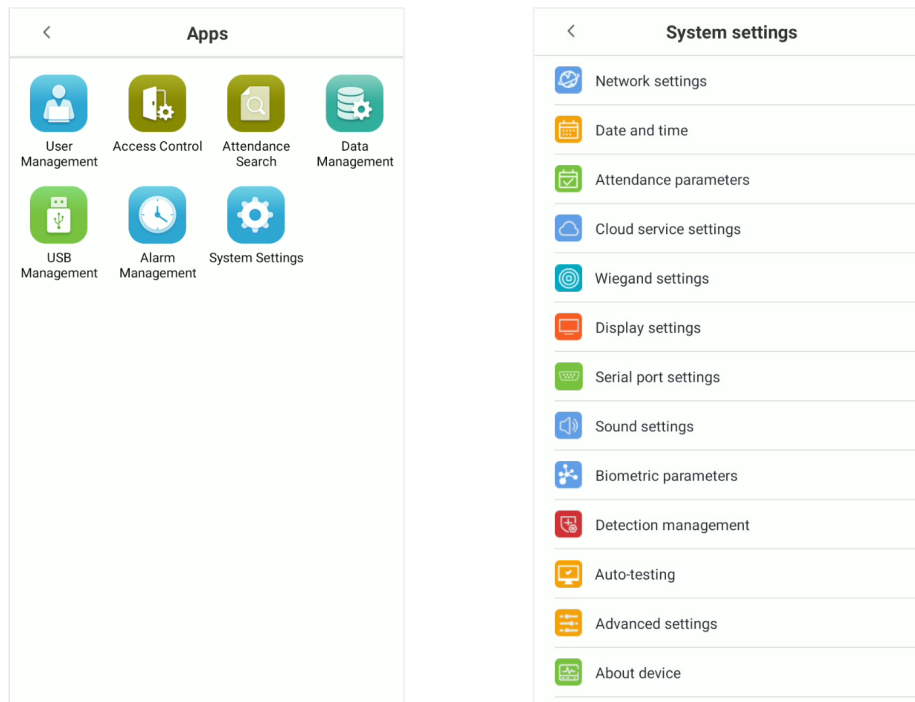 Apps
User
Management
Access Control
Attendance
Search
Data
Management
USB
Management
Alarm
Management
System Settings
System settings
Network settings
Date and time
Attendance parameters
Cloud service settings
Wiegand settings
Display settings
Serial port settings
Sound settings
Biometric parameters
Detection management
Auto-testing
Advanced settings
About device